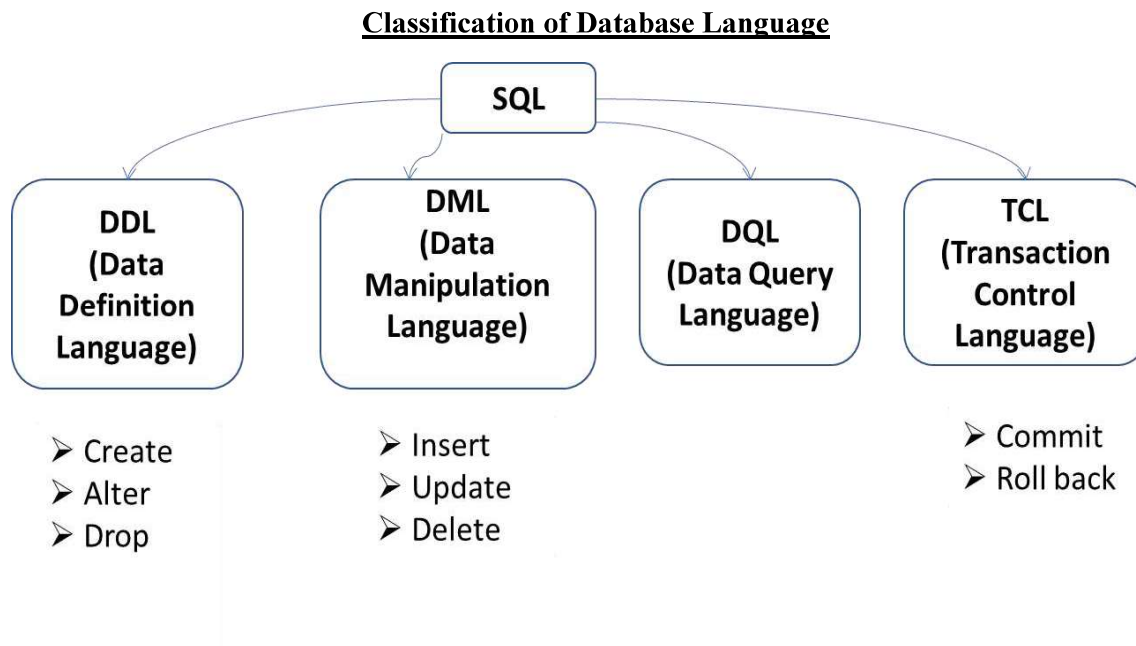 Classification of Database Language
SQL
DDL
(Data
Definition
Language)
DML
(Data
Manipulation
Language)
DQL
(Data Query
Language)
TCL
(Transaction
Control
Language)
➢ Create
➢ Alter
➢ Drop
➢ Insert
➢ Update
➢ Delete
➢ Commit
➢ Roll back